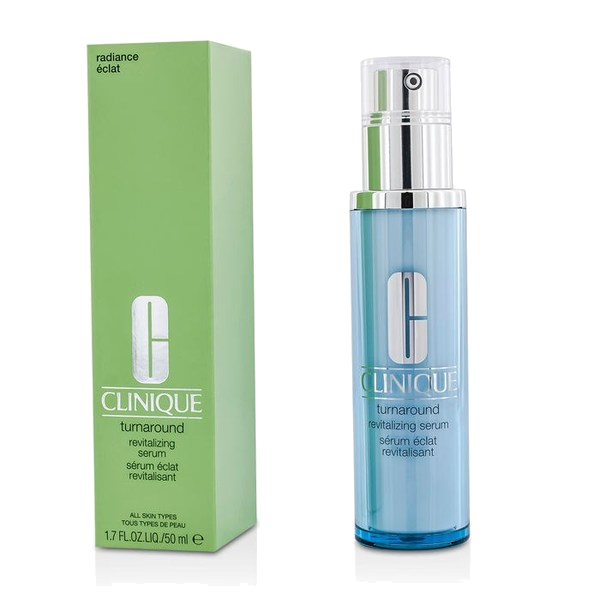 radiance
éclat
CLINIQUE
turnaround
revitalizing
serum
sérum éclat
revitalisant
ALL SKIN TYPES
TOUS TYPES DE PEAU
1.7 FL.OZ.LIQ./50 ml ℮
CLINIQUE
turnaround
revitalizing serum
sérum éclat
revitalisant